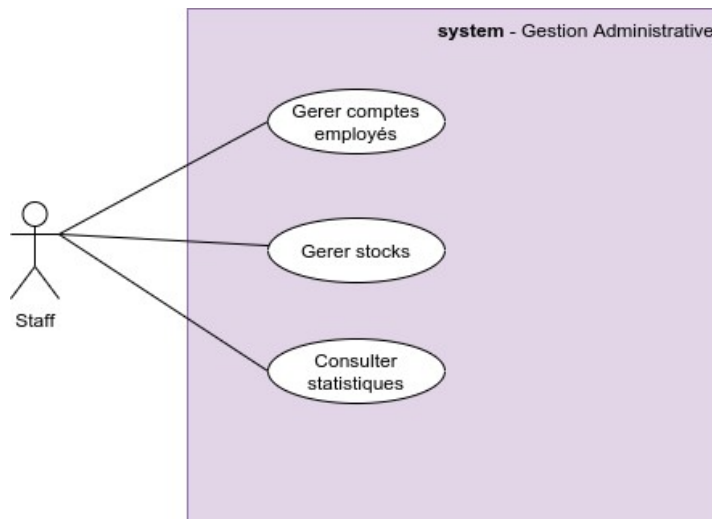 system - Gestion Administrative
Gerer comptes
employés
Gerer stocks
Staff
Consulter
statistiques